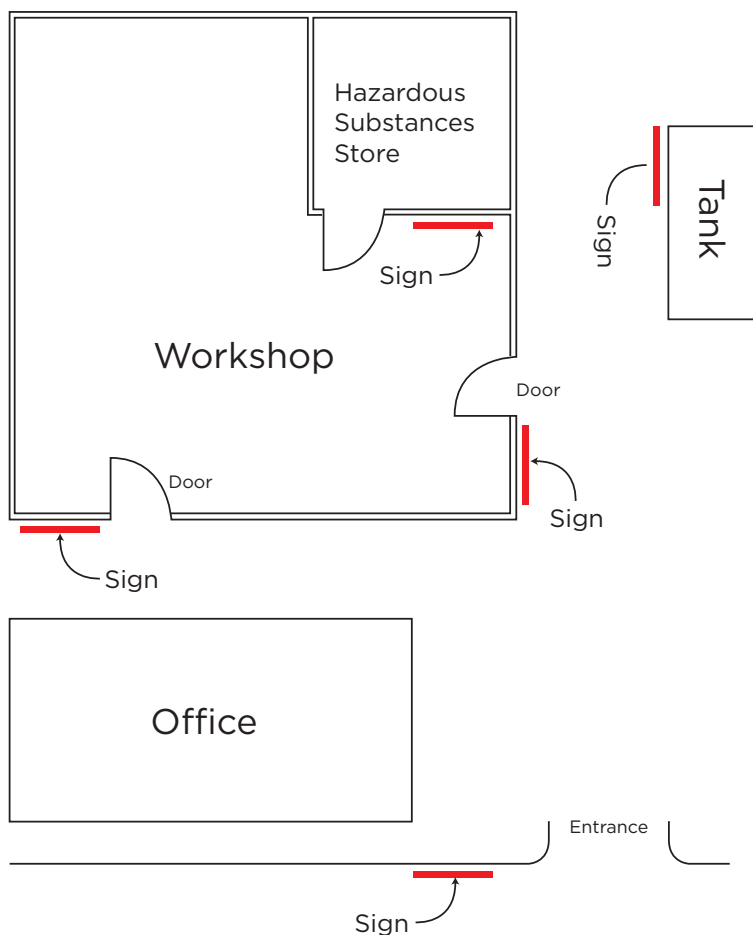 Hazardous
Substances
Store
Tank
Sign
Sign
Workshop
Door
Door
Sign
Sign
Office
Entrance
Sign